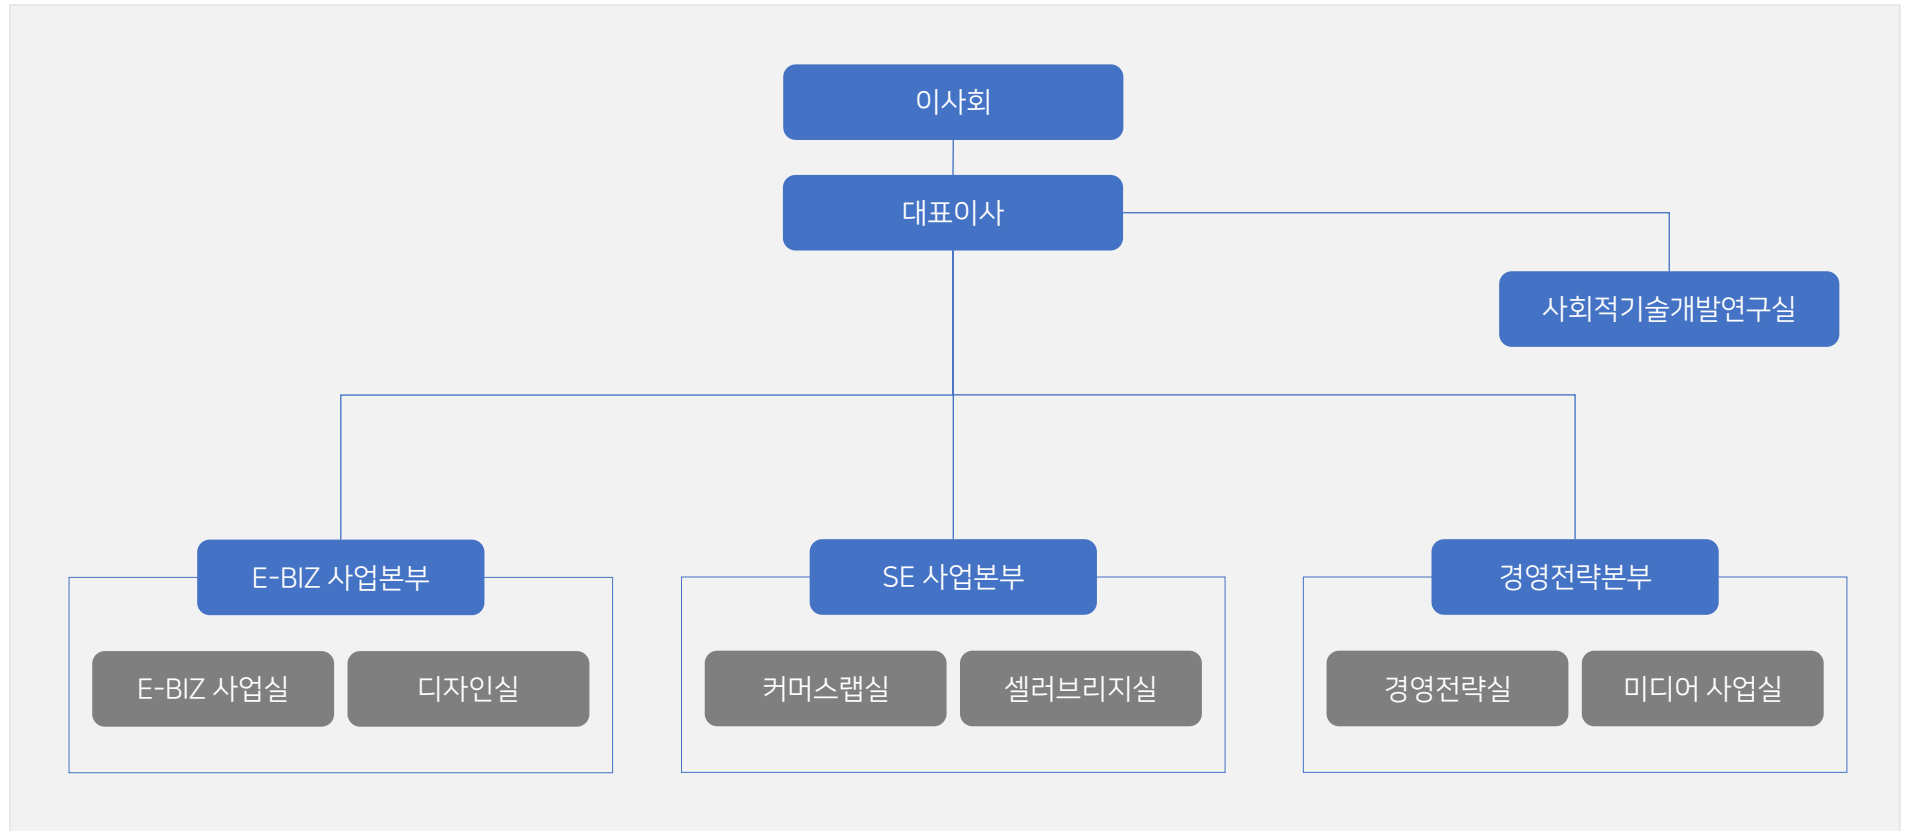 이사회
대표이사
사회적기술개발연구실
E-BIZ 사업본부
SE 사업본부
경영전략본부
E-BIZ 사업실
디자인실
커머스랩실
셀러브리지실
경영전략실
미디어 사업실